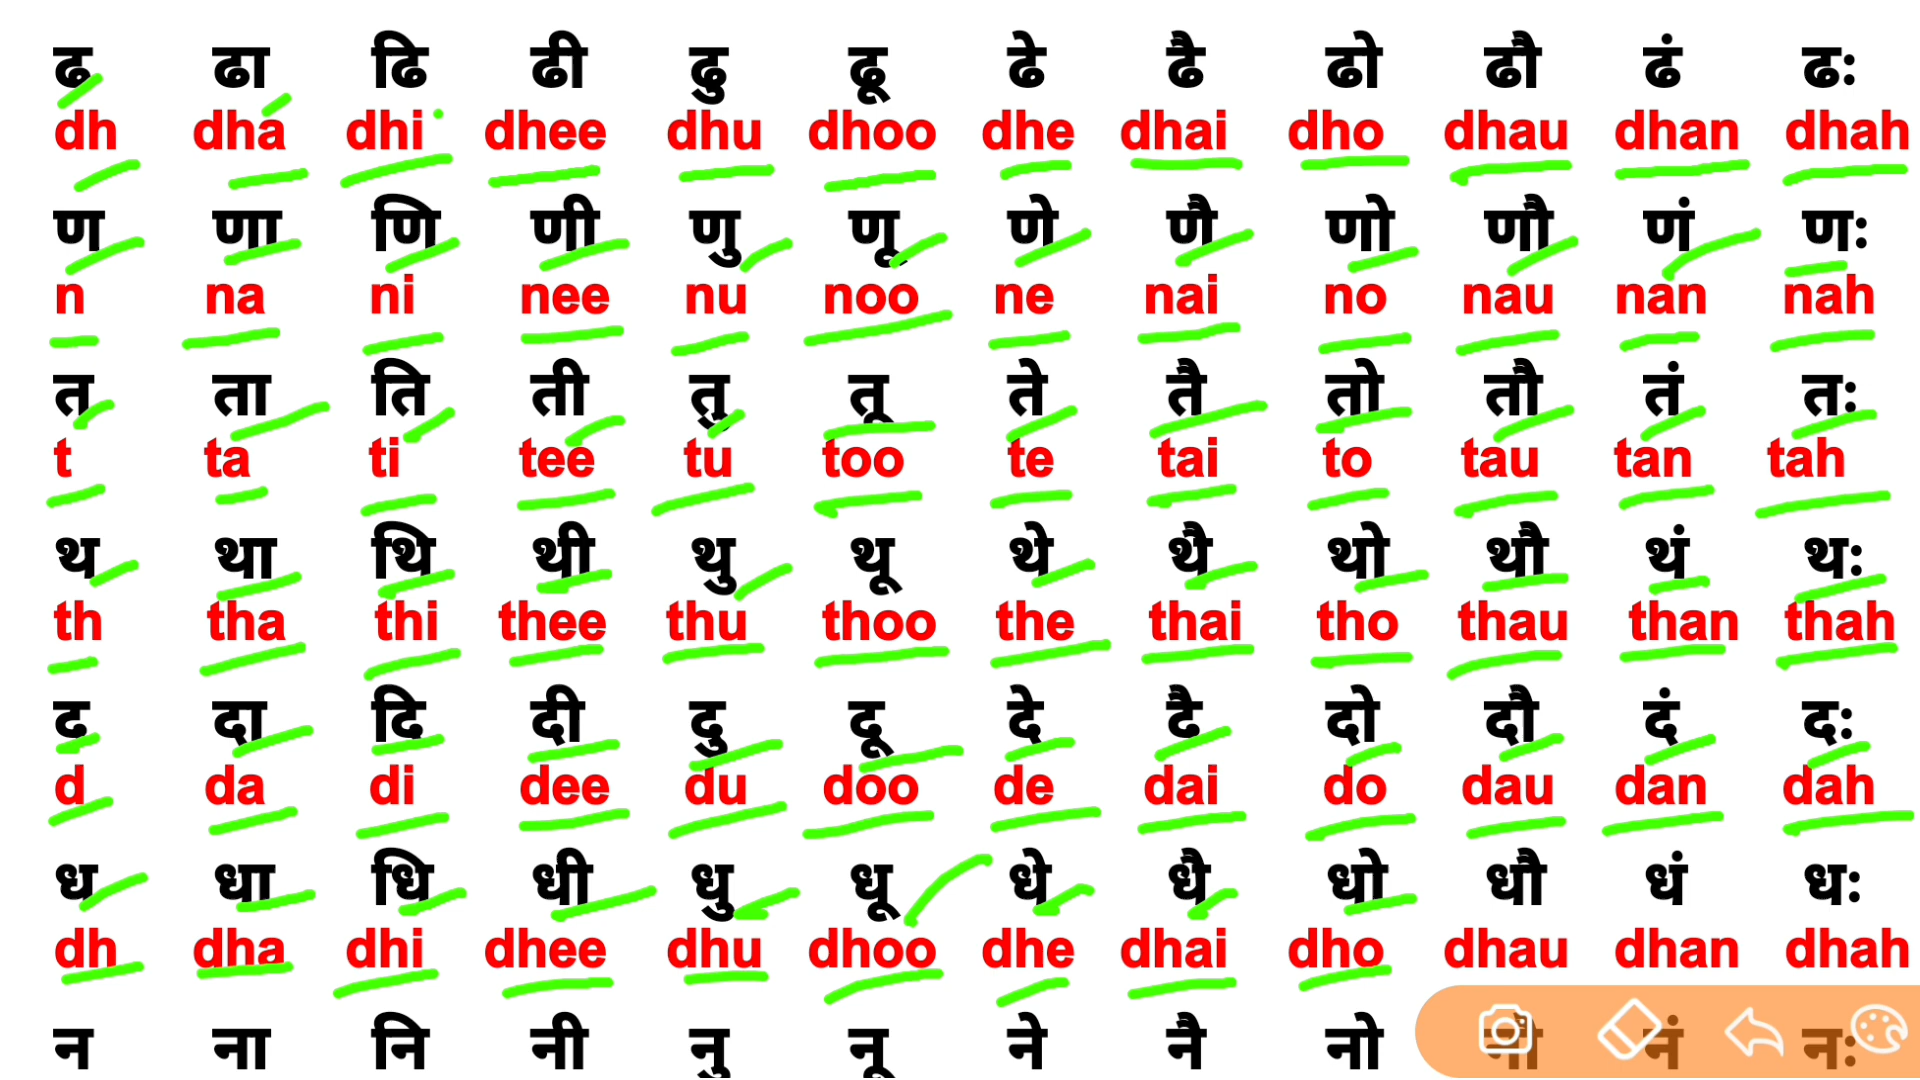 ढ ढा ढि ढी ढु ढू ढे ढै ढो ढौ ढं ढः
dh dha dhi dhee dhu dhoo dhe dhai dho dhau dhan dhah
ण णा णि णी णु णू णे णै णो णौ णं णः
n na ni nee nu noo ne nai no nau nan nah
त ता ति ती तु तू ते तै तो तौ तं तः
t ta ti tee tu too te tai to tau tan tah
थ था थि थी थु थू थे थै थो थौ थं थः
th tha thi thee thu thoo the thai tho thau than thah
द दा दि दी दु दू दे दै दो दौ दं दः
d da di dee du doo de dai do dau dan dah
ध धा धि धी धु धू धे धै धो धौ धं धः
dh dha dhi dhee dhu dhoo dhe dhai dho dhau dhan dhah
न ना नि नी नु नू ने नै नो नौ नं नः